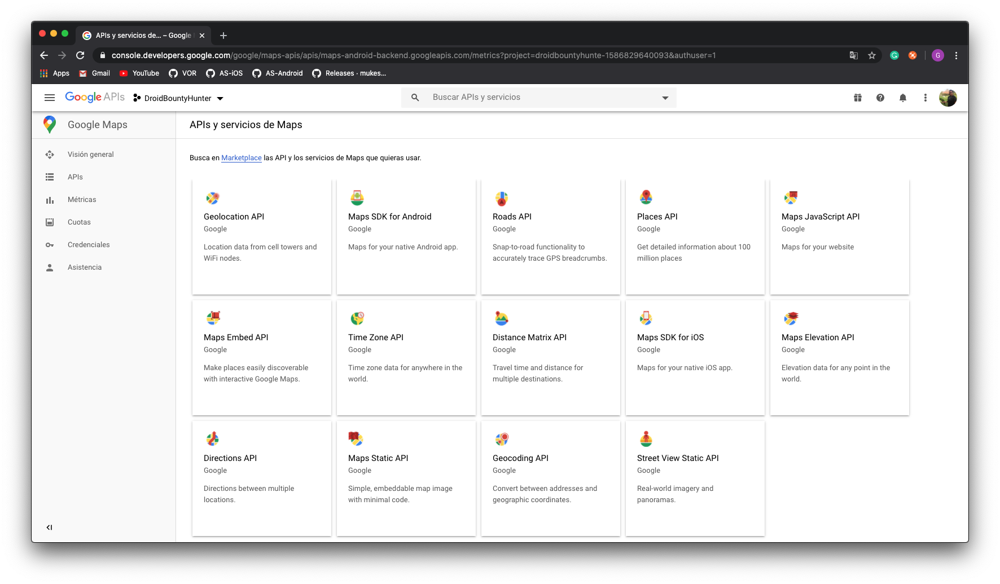 APIs y servicios de... – Google
console.developers.google.com/google/maps-apis/apis/maps-android-backend.googleapis.com/metrics?project=droidbountyhunte-1586829640093&authuser=1
G
Apps Gmail YouTube VOR AS-iOS AS-Android Releases · mukes...
Google APIs DroidBountyHunter Buscar APIs y servicios
Google Maps
APIs y servicios de Maps
Visión general
APIs
Métricas
Cuotas
Credenciales
Asistencia
Busca en Marketplace las API y los servicios de Maps que quieras usar.
Geolocation API
Google
Location data from cell towers and
WiFi nodes.
Maps SDK for Android
Google
Maps for your native Android app.
Roads API
Google
Snap-to-road functionality to
accurately trace GPS breadcrumbs.
Places API
Google
Get detailed information about 100
million places
Maps JavaScript API
Google
Maps for your website
Maps Embed API
Google
Make places easily discoverable
with interactive Google Maps.
Time Zone API
Google
Time zone data for anywhere in the
world.
Distance Matrix API
Google
Travel time and distance for
multiple destinations.
Maps SDK for iOS
Google
Maps for your native iOS app.
Maps Elevation API
Google
Elevation data for any point in the
world.
Directions API
Google
Directions between multiple
locations.
Maps Static API
Google
Simple, embeddable map image
with minimal code.
Geocoding API
Google
Convert between addresses and
geographic coordinates.
Street View Static API
Google
Real-world imagery and
panoramas.